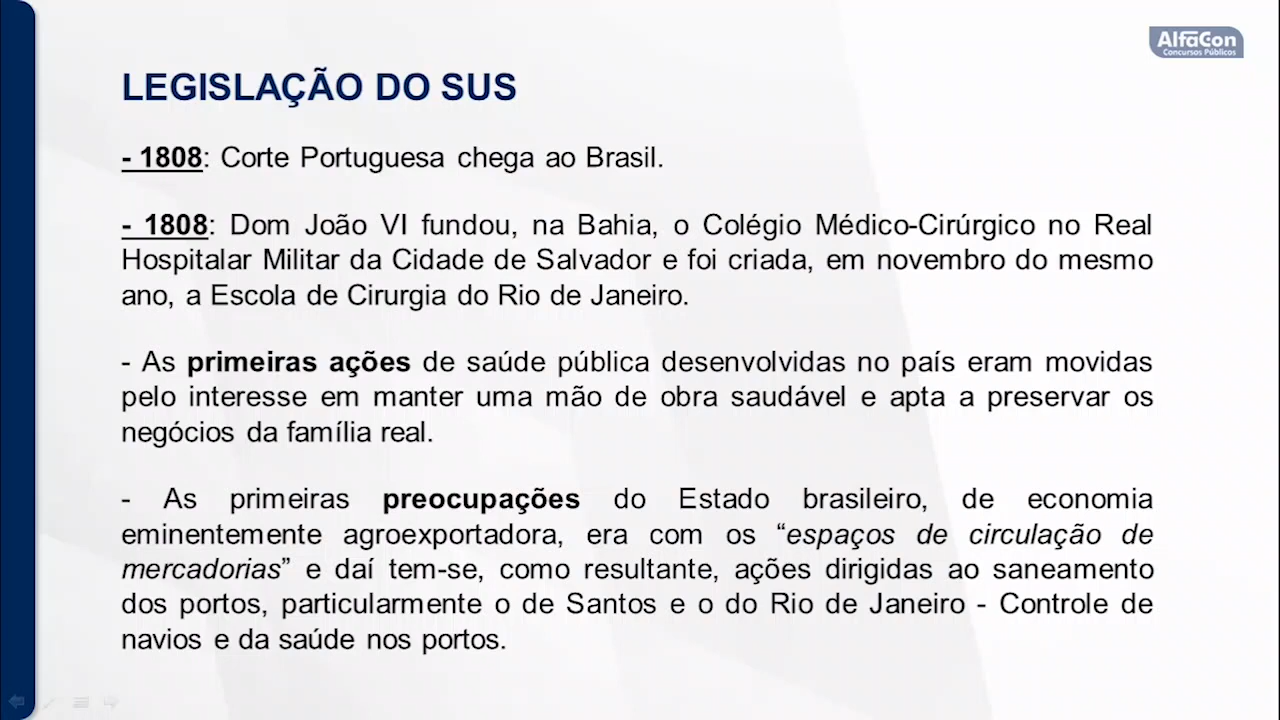 AlfaCon
Concursos Públicos
LEGISLAÇÃO DO SUS
- 1808: Corte Portuguesa chega ao Brasil.
- 1808: Dom João VI fundou, na Bahia, o Colégio Médico-Cirúrgico no Real
Hospitalar Militar da Cidade de Salvador e foi criada, em novembro do mesmo
ano, a Escola de Cirurgia do Rio de Janeiro.
- As primeiras ações de saúde pública desenvolvidas no país eram movidas
pelo interesse em manter uma mão de obra saudável e apta a preservar os
negócios da família real.
- As primeiras preocupações do Estado brasileiro, de economia
eminentemente agroexportadora, era com os “espaços de circulação de
mercadorias” e daí tem-se, como resultante, ações dirigidas ao saneamento
dos portos, particularmente o de Santos e o do Rio de Janeiro - Controle de
navios e da saúde nos portos.